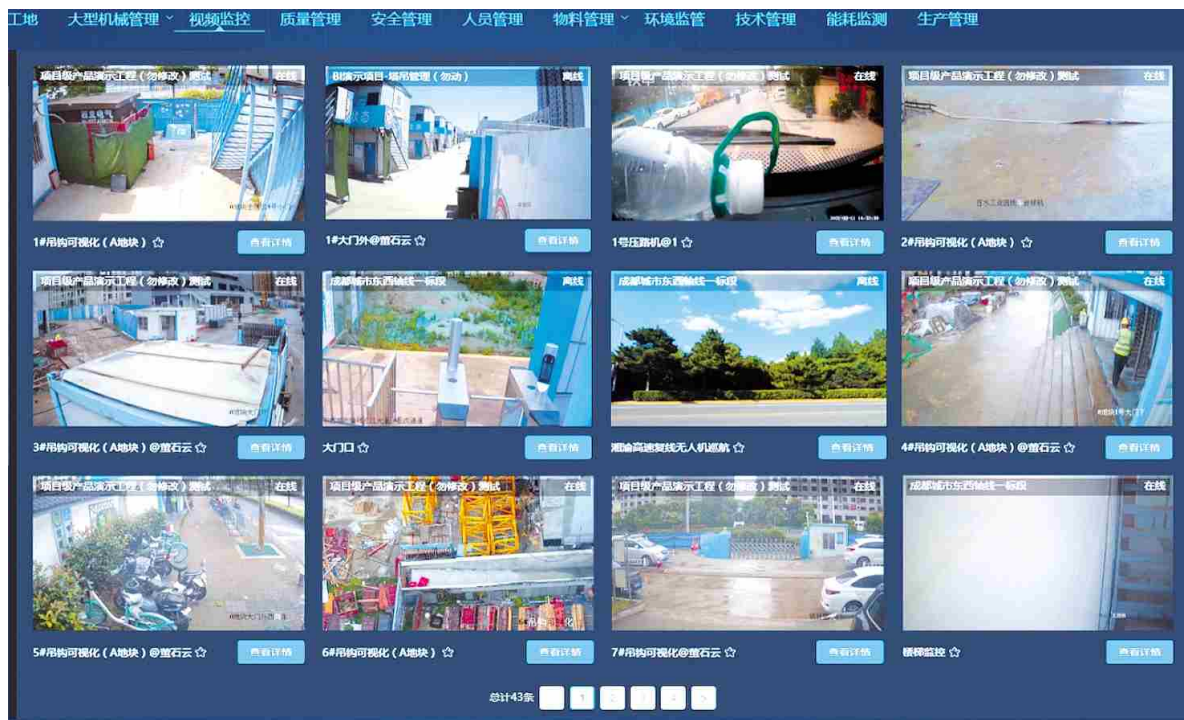 工地 大型机械管理 视频监控 质量管理 安全管理 人员管理 物料管理 环境监管 技术管理 能耗监测 生产管理
项目级产品演示工程（勿修改）测试 在线
BI演示项目-塔吊管理（勿动） 离线
项目级产品演示工程（勿修改）测试 在线
项目级产品演示工程（勿修改）测试 在线
1#吊钩可视化（A地块） 查看详情
1#大门外@萤石云 查看详情
1号压路机@1 查看详情
2#吊钩可视化（A地块） 查看详情
项目级产品演示工程（勿修改）测试 在线
成都城市东西轴线一标段 离线
成都城市东西轴线一标段 离线
项目级产品演示工程（勿修改）测试 在线
3#吊钩可视化（A地块）@萤石云 查看详情
大门口 查看详情
湘渝高速复线无人机巡航 查看详情
4#吊钩可视化（A地块）@萤石云 查看详情
项目级产品演示工程（勿修改）测试 在线
项目级产品演示工程（勿修改）测试 在线
项目级产品演示工程（勿修改）测试 在线
成都城市东西轴线一标段 在线
5#吊钩可视化（A地块）@萤石云 查看详情
6#吊钩可视化（A地块） 查看详情
7#吊钩可视化@萤石云 查看详情
楼梯监控 查看详情
总计43条 1 2 3 4 >